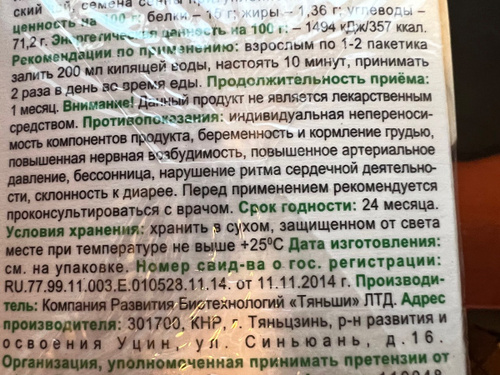 ский чай, семена сенны
ценность на 100 г: белки – 16 г; жиры – 1,36 г; углеводы –
71,2 г. Энергетическая ценность на 100 г: – 1494 кДж/357 ккал.
Рекомендации по применению: взрослым по 1-2 пакетика
залить 200 мл кипящей воды, настоять 10 минут, принимать
2 раза в день во время еды. Продолжительность приёма:
1 месяц. Внимание! Данный продукт не является лекарственным
средством. Противопоказания: индивидуальная непереноси-
мость компонентов продукта, беременность и кормление грудью,
повышенная нервная возбудимость, повышенное артериальное
давление, бессонница, нарушение ритма сердечной деятельно-
сти, склонность к диарее. Перед применением рекомендуется
проконсультироваться с врачом. Срок годности: 24 месяца.
Условия хранения: хранить в сухом, защищенном от света
месте при температуре не выше +25ºС Дата изготовления:
см. на упаковке. Номер свид-ва о гос. регистрации:
RU.77.99.11.003.Е.010528.11.14. от 11.11.2014 г. Производи-
тель: Компания Развития Биотехнологий «Тяньши» ЛТД. Адрес
производителя: 301700, КНР, г. Тяньцзинь, р-н развития и
освоения Уцин, ул. Синьюань, д.16.
Организация, уполномоченная принимать претензии от